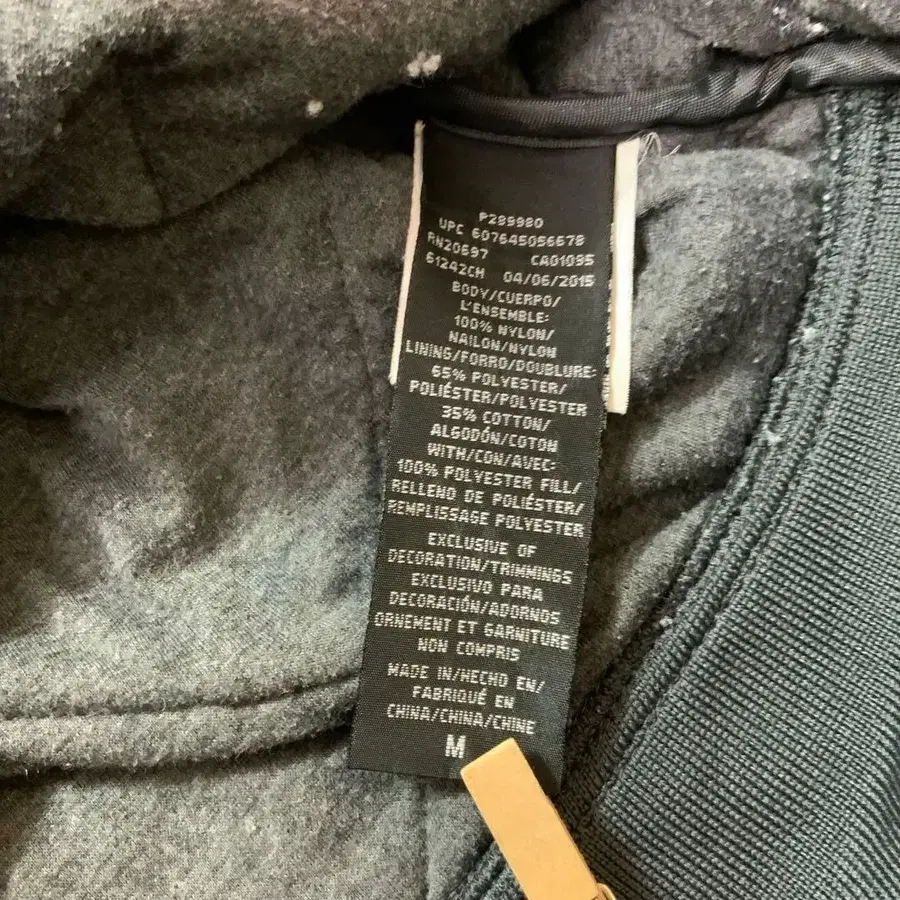 P289980
UPC 607645056678
RN20697 CA01095
61242CH 04/06/2015
BODY/CUERPO/
L'ENSEMBLE:
100% NYLON/
NAILON/NYLON
LINING/FORRO/DOUBLURE:
65% POLYESTER/
POLIÉSTER/POLYESTER
35% COTTON/
ALGODÓN/COTON
WITH/CON/AVEC:
100% POLYESTER FILL/
RELLENO DE POLIÉSTER/
REMPLISSAGE POLYESTER
EXCLUSIVE OF
DECORATION/TRIMMINGS
EXCLUSIVO PARA
DECORACIÓN/ADORNOS
ORNEMENT ET GARNITURE
NON COMPRIS
MADE IN/HECHO EN/
FABRIQUÉ EN
CHINA/CHINA/CHINE
M